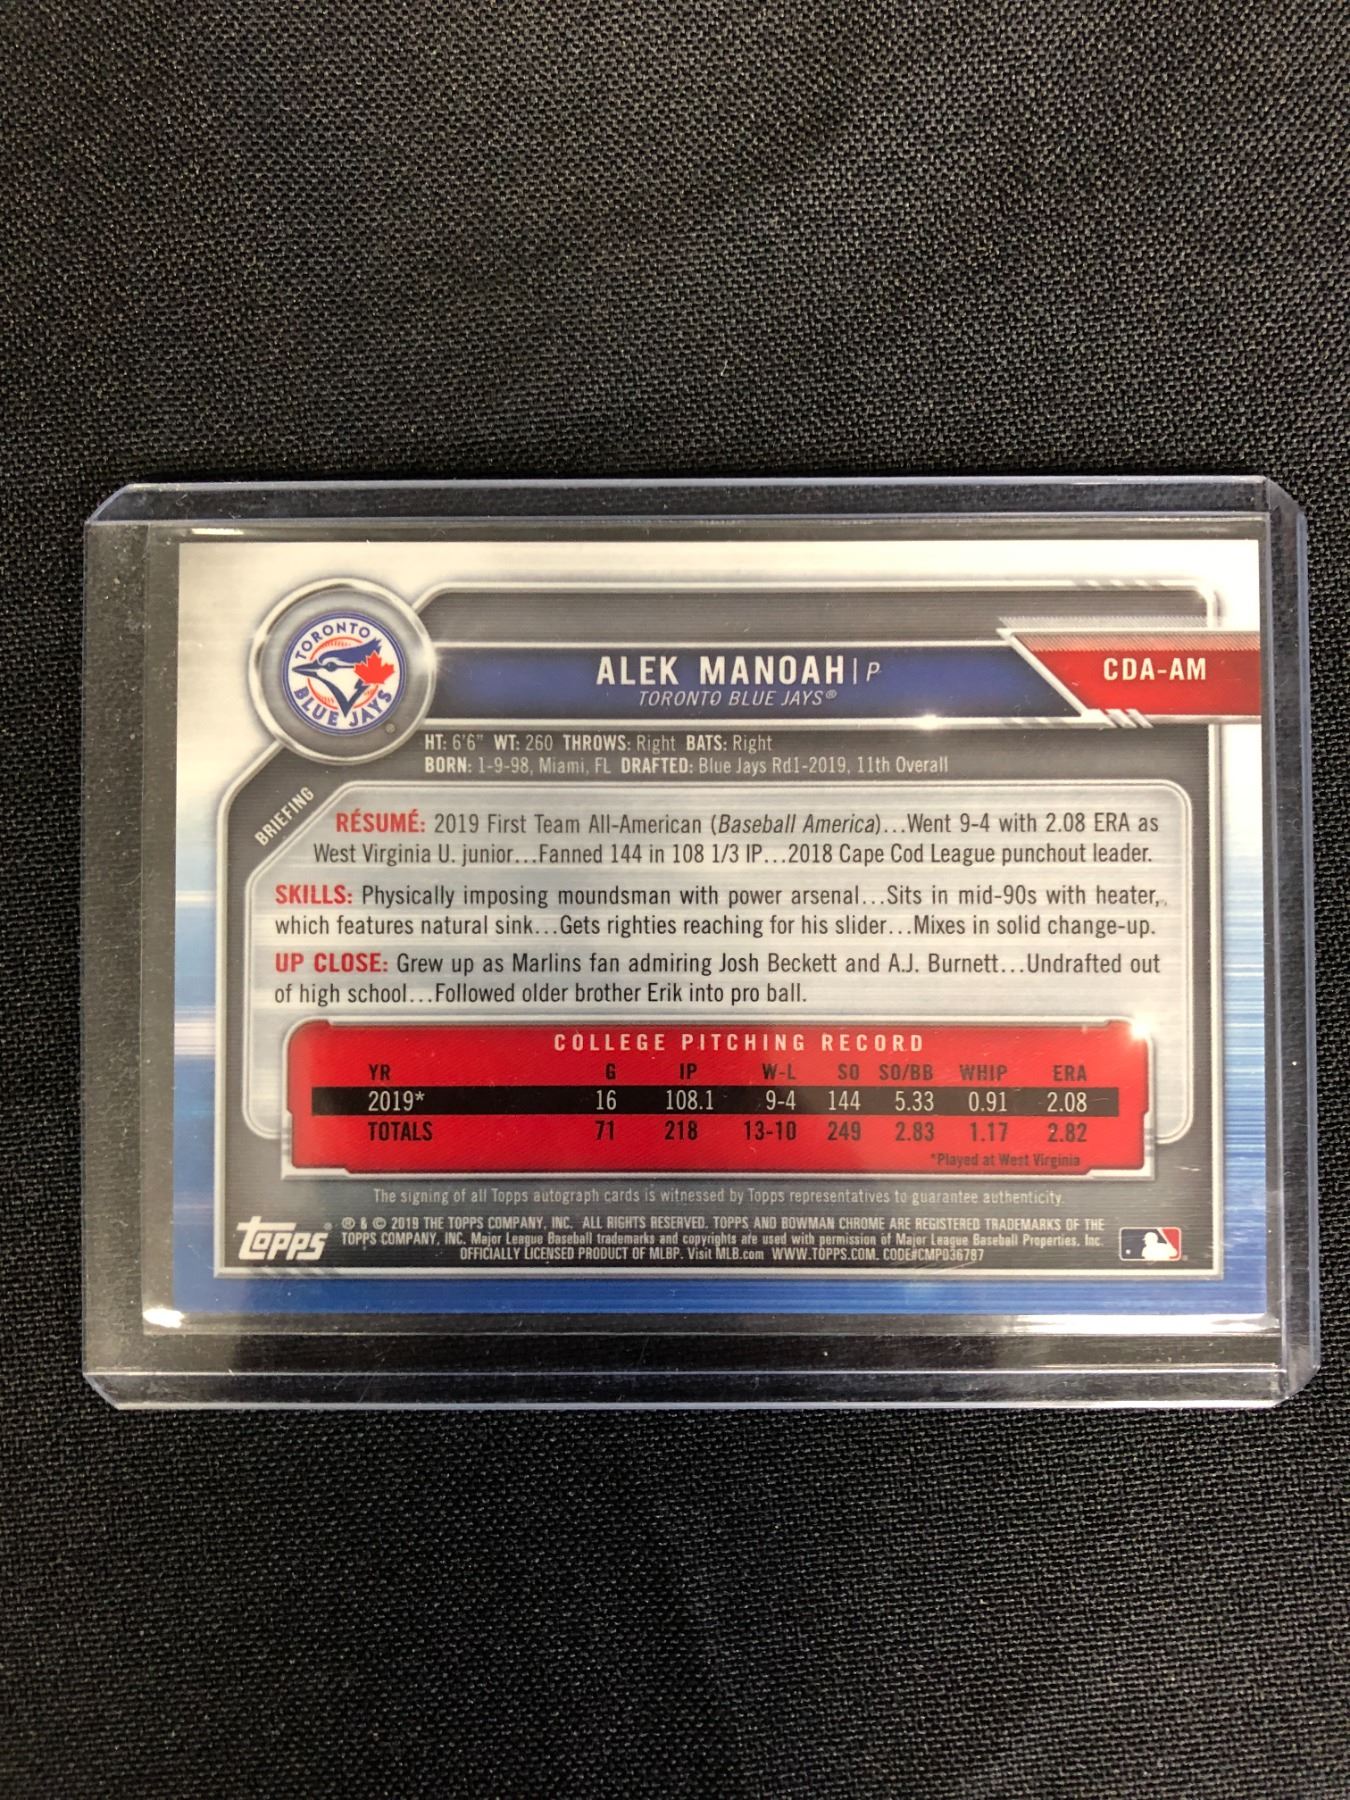 TORONTO BLUE JAYS ®
ALEK MANOAH | P
TORONTO BLUE JAYS®
CDA-AM
HT: 6'6" WT: 260 THROWS: Right BATS: Right
BORN: 1-9-98, Miami, FL DRAFTED: Blue Jays Rd1-2019, 11th Overall
BRIEFING
RÉSUMÉ: 2019 First Team All-American (Baseball America)...Went 9-4 with 2.08 ERA as
West Virginia U. junior...Fanned 144 in 108 1/3 IP...2018 Cape Cod League punchout leader.
SKILLS: Physically imposing moundsman with power arsenal...Sits in mid-90s with heater,
which features natural sink...Gets righties reaching for his slider...Mixes in solid change-up.
UP CLOSE: Grew up as Marlins fan admiring Josh Beckett and A.J. Burnett...Undrafted out
of high school...Followed older brother Erik into pro ball.
COLLEGE PITCHING RECORD
YR G IP W-L SO SO/BB WHIP ERA
2019* 16 108.1 9-4 144 5.33 0.91 2.08
TOTALS 71 218 13-10 249 2.83 1.17 2.82
*Played at West Virginia
The signing of all Topps autograph cards is witnessed by Topps representatives to guarantee authenticity.
Topps®
® & © 2019 THE TOPPS COMPANY, INC. ALL RIGHTS RESERVED. TOPPS AND BOWMAN CHROME ARE REGISTERED TRADEMARKS OF THE
TOPPS COMPANY, INC. Major League Baseball trademarks and copyrights are used with permission of Major League Baseball Properties, Inc.
OFFICIALLY LICENSED PRODUCT OF MLBP. Visit MLB.com WWW.TOPPS.COM. CODE#CMP036787